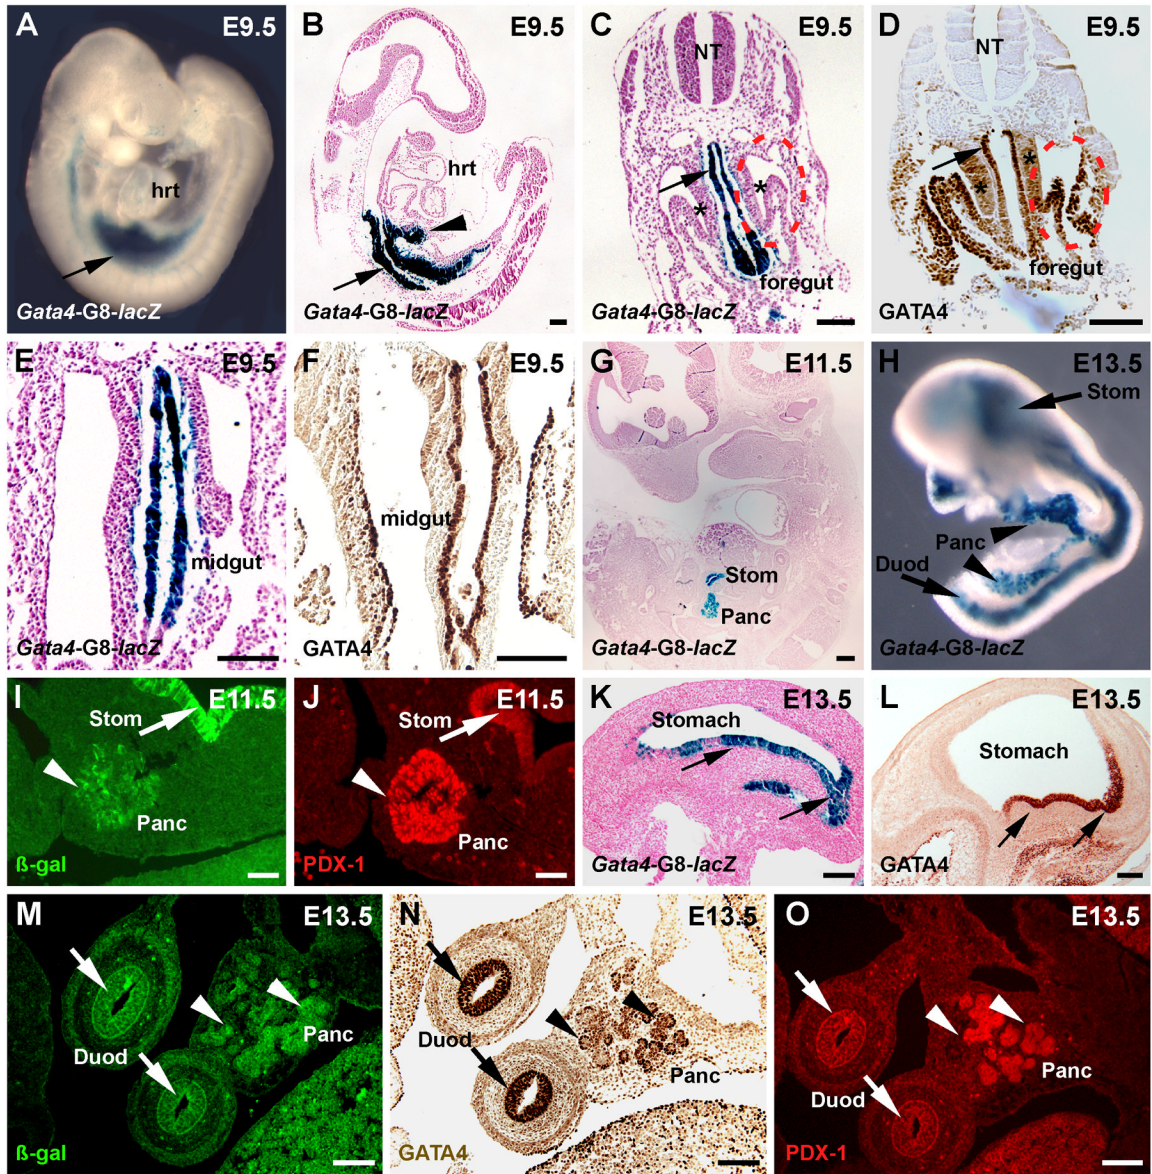 A E9.5
hrt
Gata4-G8-lacZ
B E9.5
hrt
Gata4-G8-lacZ
C E9.5
NT
*
*
foregut
Gata4-G8-lacZ
D E9.5
NT
*
*
foregut
GATA4
E E9.5
midgut
Gata4-G8-lacZ
F E9.5
midgut
GATA4
G E11.5
Stom
Panc
Gata4-G8-lacZ
H E13.5
Stom
Panc
Duod
Gata4-G8-lacZ
I E11.5
Stom
Panc
ß-gal
J E11.5
Stom
Panc
PDX-1
K E13.5
Stomach
Gata4-G8-lacZ
L E13.5
Stomach
GATA4
M E13.5
Duod
Panc
ß-gal
N E13.5
Duod
Panc
GATA4
O E13.5
Panc
Duod
PDX-1